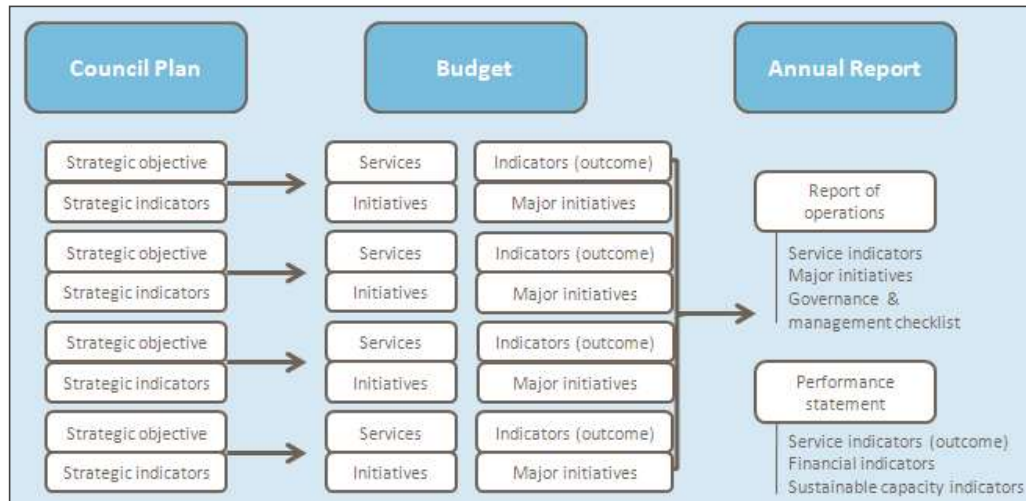 Council Plan
Budget
Annual Report
Strategic objective
Strategic indicators
Services
Initiatives
Indicators (outcome)
Major initiatives
Strategic objective
Strategic indicators
Services
Initiatives
Indicators (outcome)
Major initiatives
Strategic objective
Strategic indicators
Services
Initiatives
Indicators (outcome)
Major initiatives
Strategic objective
Strategic indicators
Services
Initiatives
Indicators (outcome)
Major initiatives
Report of
operations
Service indicators
Major initiatives
Governance &
management checklist
Performance
statement
Service indicators (outcome)
Financial indicators
Sustainable capacity indicators